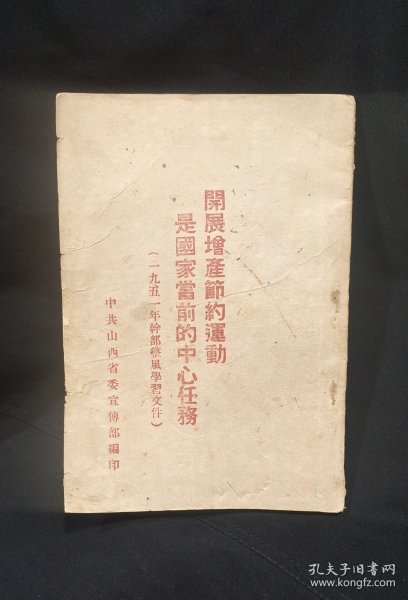 開展增產節約運動
是國家當前的中心任務
（一九五一年幹部整風學習文件）
中共山西省委宣傳部編印
孔夫子旧书网
www.kongfz.com